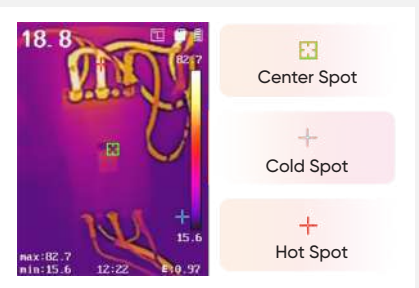 18.8
82.7
15.6
max:82.7
min:15.6 12:22 E:0.97
Center Spot
Cold Spot
Hot Spot